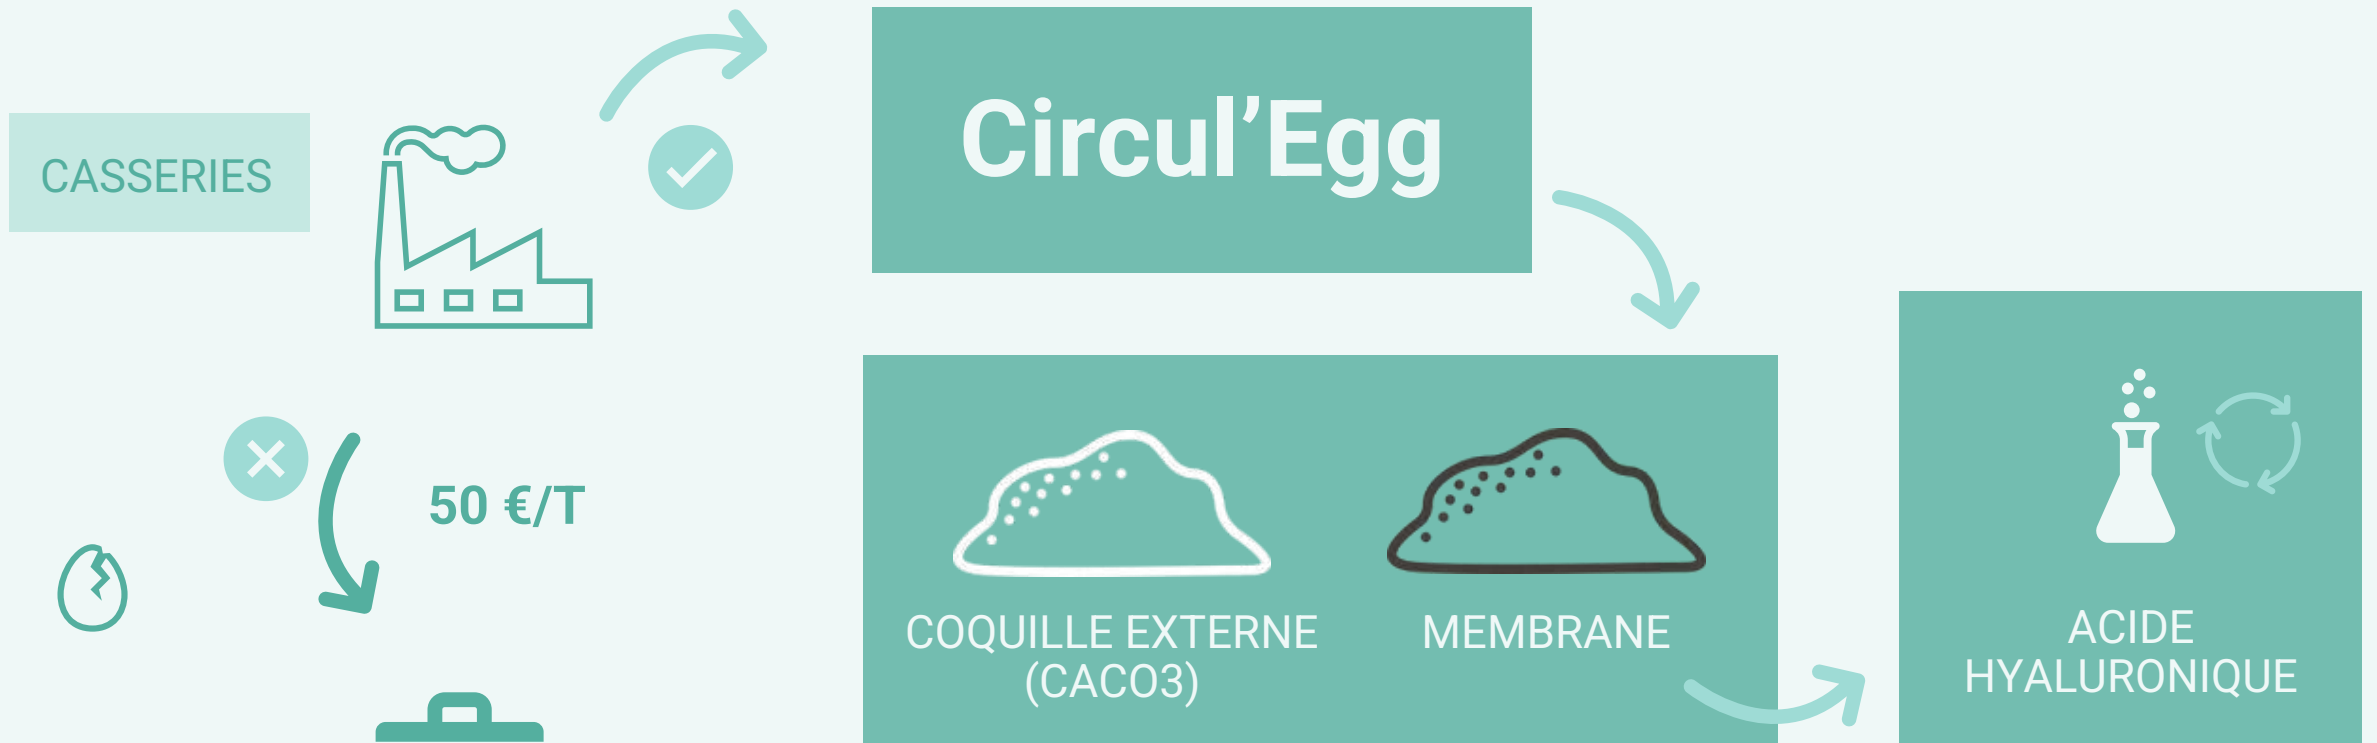 CASSERIES
Circul’Egg
50 €/T
COQUILLE EXTERNE
(CACO3)
MEMBRANE
ACIDE
HYALURONIQUE